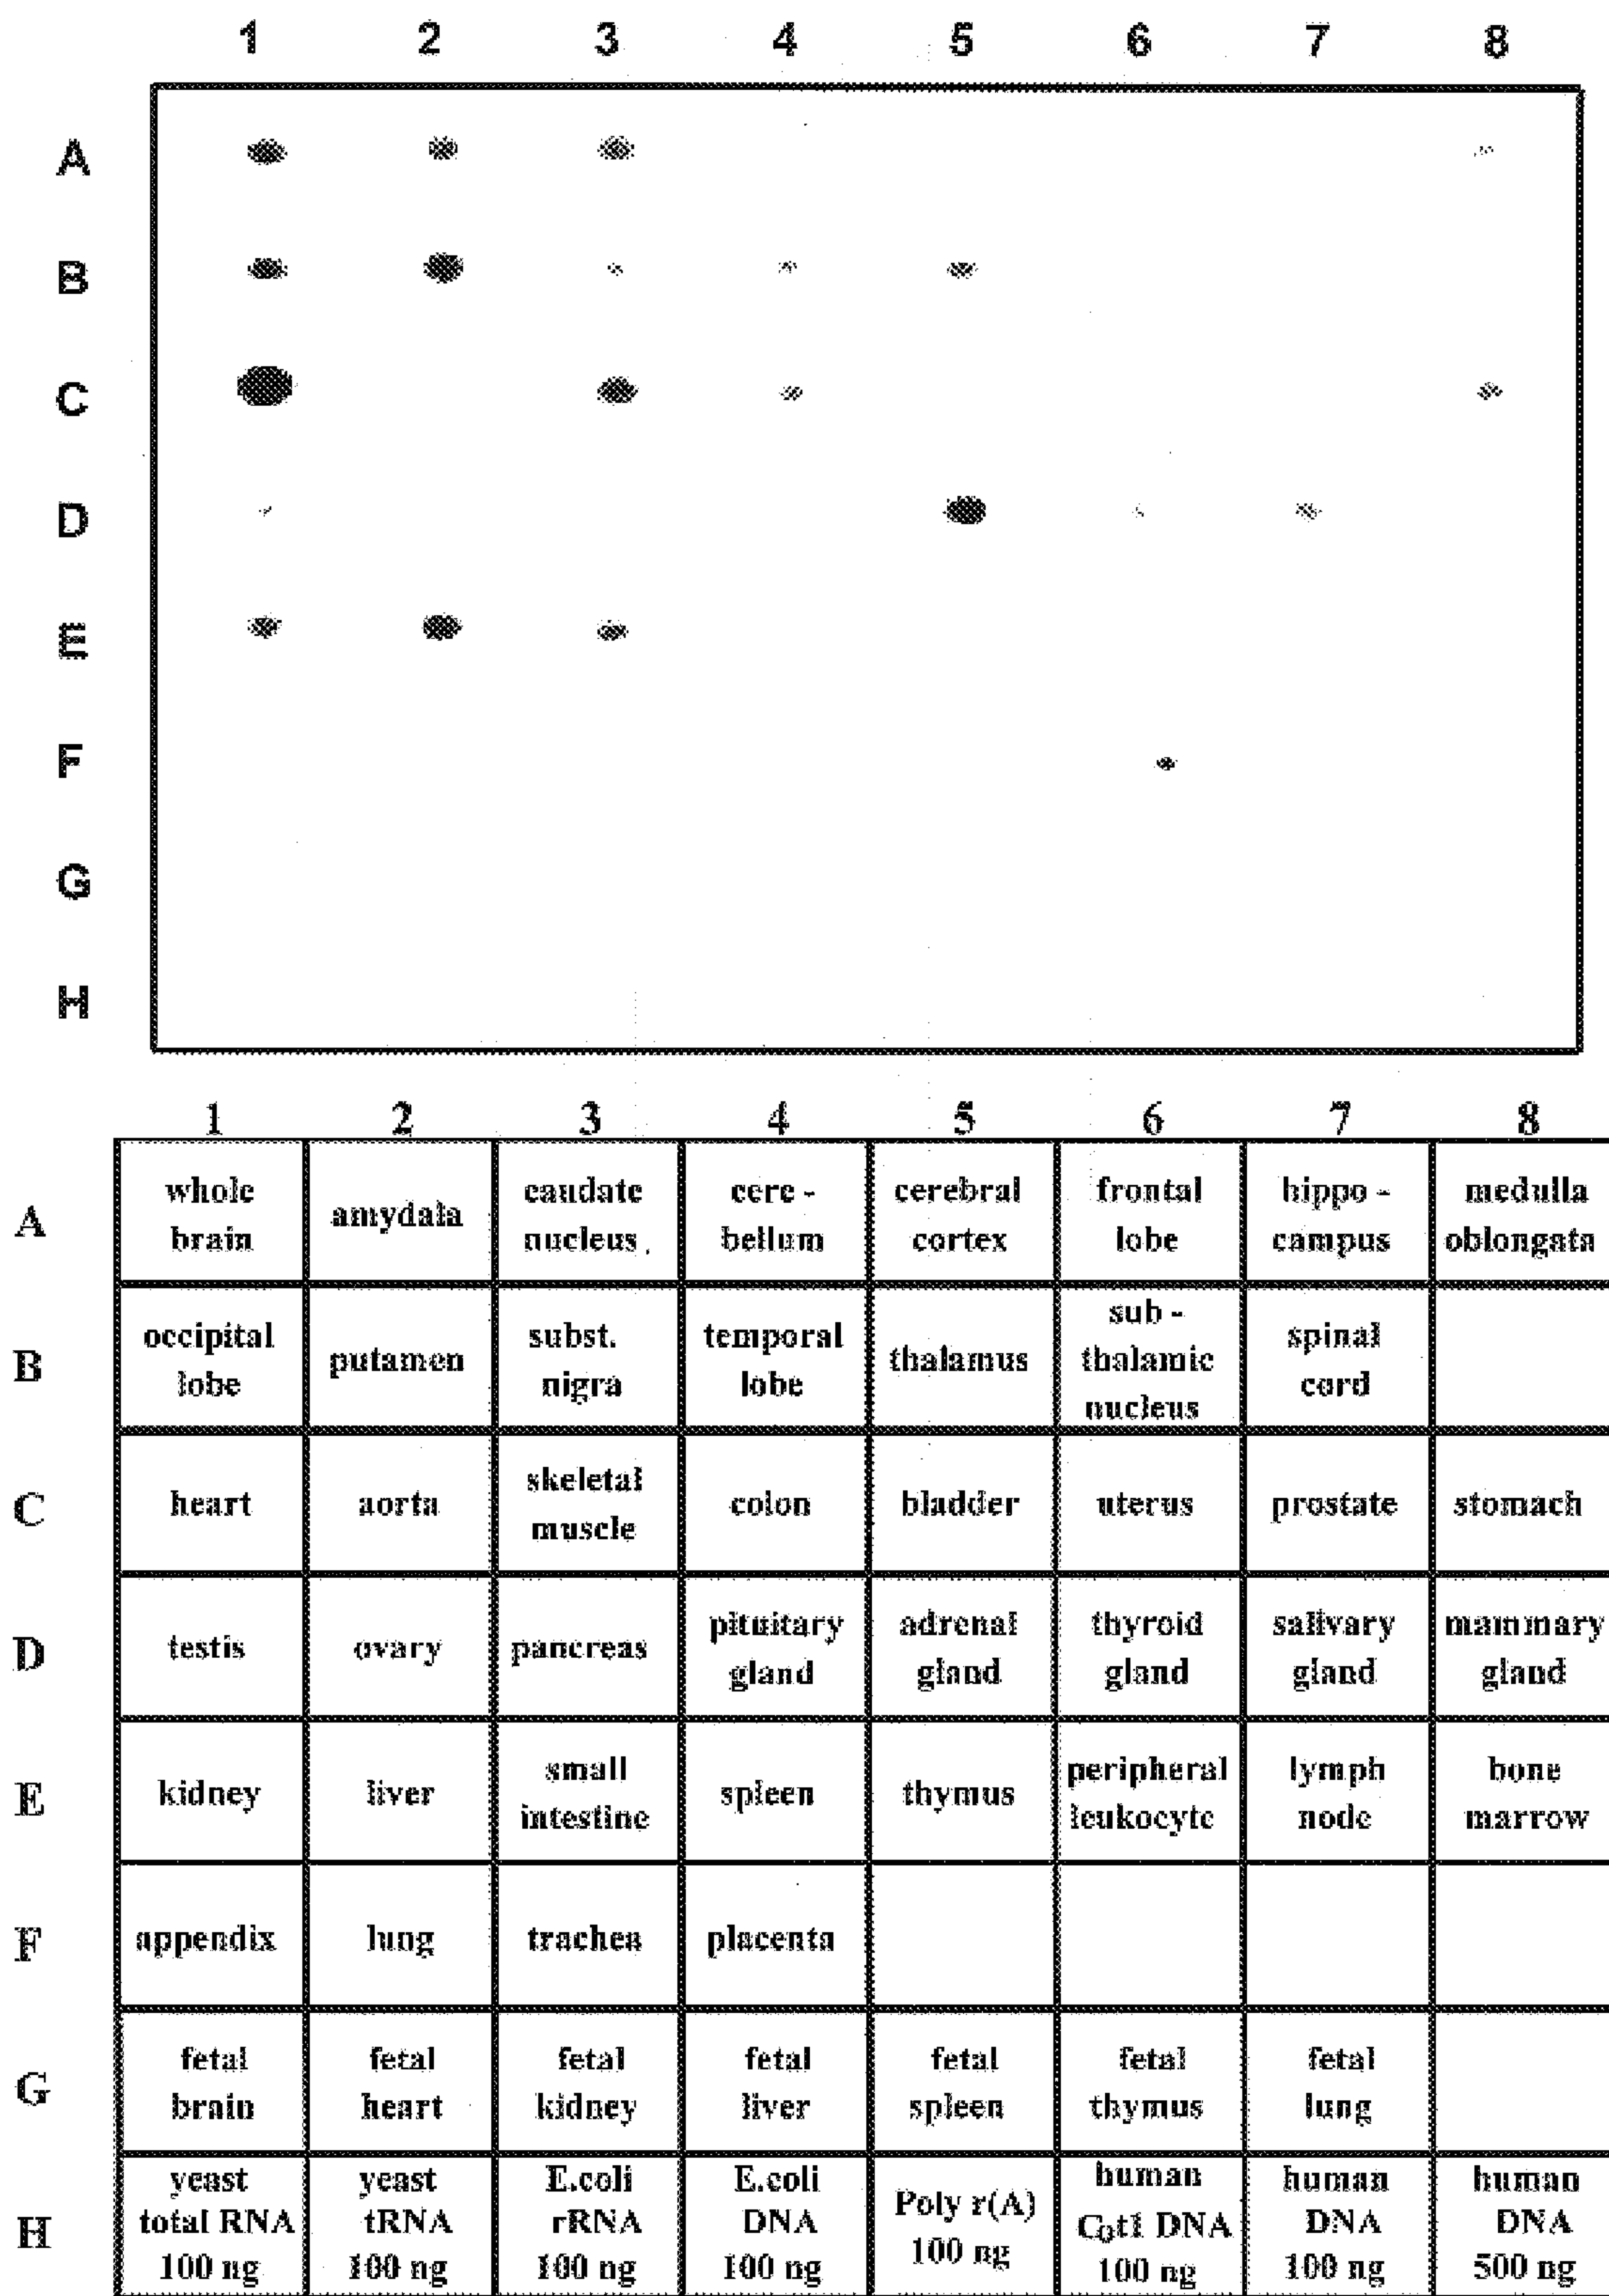 1 2 3 4 5 6 7 8
A
B
C
D
E
F
G
H
1 2 3 4 5 6 7 8
A
whole brain
amydala
caudate nucleus
cere - bellum
cerebral cortex
frontal lobe
hippo - campus
medulla oblongata
B
occipital lobe
putamen
subst. nigra
temporal lobe
thalamus
sub - thalamic nucleus
spinal cord
C
heart
aorta
skeletal muscle
colon
bladder
uterus
prostate
stomach
D
testis
ovary
pancreas
pituitary gland
adrenal gland
thyroid gland
salivary gland
mammary gland
E
kidney
liver
small intestine
spleen
thymus
peripheral leukocyte
lymph node
bone marrow
F
appendix
lung
trachea
placenta
G
fetal brain
fetal heart
fetal kidney
fetal liver
fetal spleen
fetal thymus
fetal lung
H
yeast total RNA 100 ng
yeast tRNA 100 ng
E.coli rRNA 100 ng
E.coli DNA 100 ng
Poly r(A) 100 ng
human C₀t1 DNA 100 ng
human DNA 100 ng
human DNA 500 ng